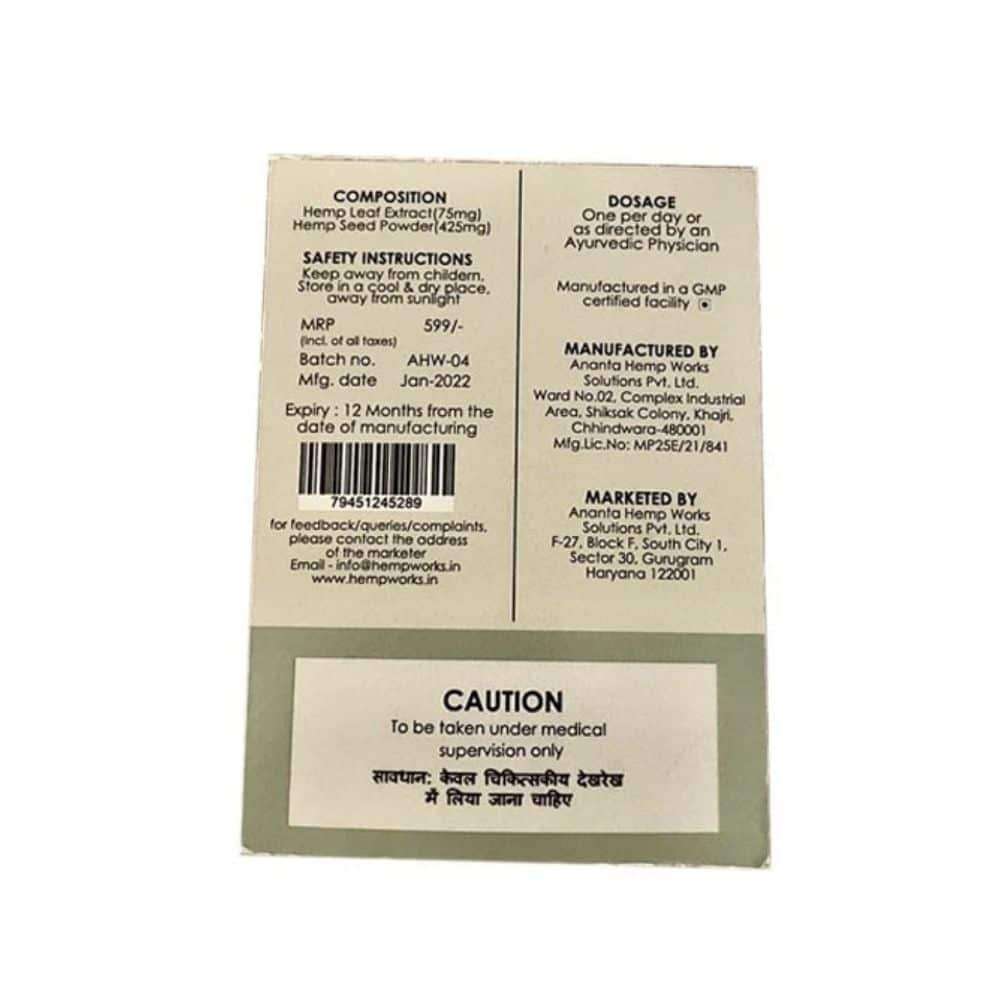 COMPOSITION
Hemp Leaf Extract(75mg)
Hemp Seed Powder(425mg)
SAFETY INSTRUCTIONS
Keep away from childern,
Store in a cool & dry place,
away from sunlight
MRP 599/-
(incl. of all taxes)
Batch no. AHW-04
Mfg. date Jan-2022
Expiry : 12 Months from the
date of manufacturing
79451245289
for feedback/queries/complaints,
please contact the address
of the marketer
Email - info@hempworks.in
www.hempworks.in
DOSAGE
One per day or
as directed by an
Ayurvedic Physician
Manufactured in a GMP
certified facility
MANUFACTURED BY
Ananta Hemp Works
Solutions Pvt. Ltd.
Ward No.02, Complex Industrial
Area, Shiksak Colony, Khajri,
Chhindwara-480001
Mfg.Lic.No: MP25E/21/841
MARKETED BY
Ananta Hemp Works
Solutions Pvt. Ltd.
F-27, Block F, South City 1,
Sector 30, Gurugram
Haryana 122001
CAUTION
To be taken under medical
supervision only
सावधान: केवल चिकित्सकीय देखरेख
में लिया जाना चाहिए